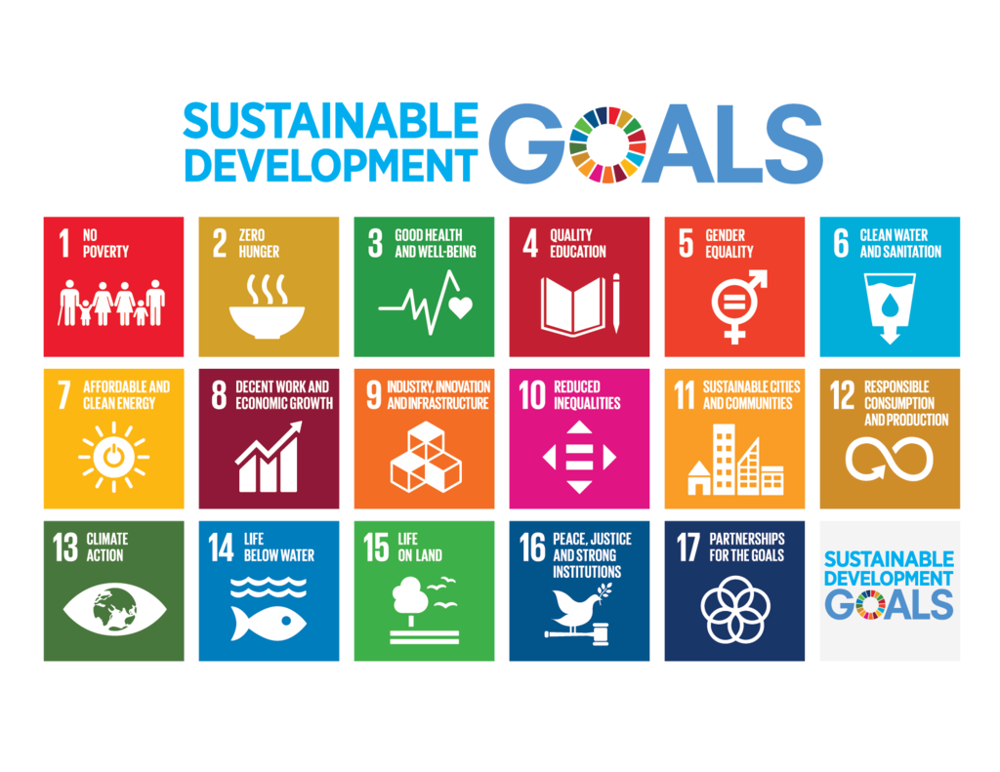 SUSTAINABLE
DEVELOPMENT
GOALS
1 NO
POVERTY
2 ZERO
HUNGER
3 GOOD HEALTH
AND WELL-BEING
4 QUALITY
EDUCATION
5 GENDER
EQUALITY
6 CLEAN WATER
AND SANITATION
7 AFFORDABLE AND
CLEAN ENERGY
8 DECENT WORK AND
ECONOMIC GROWTH
9 INDUSTRY, INNOVATION
AND INFRASTRUCTURE
10 REDUCED
INEQUALITIES
11 SUSTAINABLE CITIES
AND COMMUNITIES
12 RESPONSIBLE
CONSUMPTION
AND PRODUCTION
13 CLIMATE
ACTION
14 LIFE
BELOW WATER
15 LIFE
ON LAND
16 PEACE, JUSTICE
AND STRONG
INSTITUTIONS
17 PARTNERSHIPS
FOR THE GOALS
SUSTAINABLE
DEVELOPMENT
GOALS